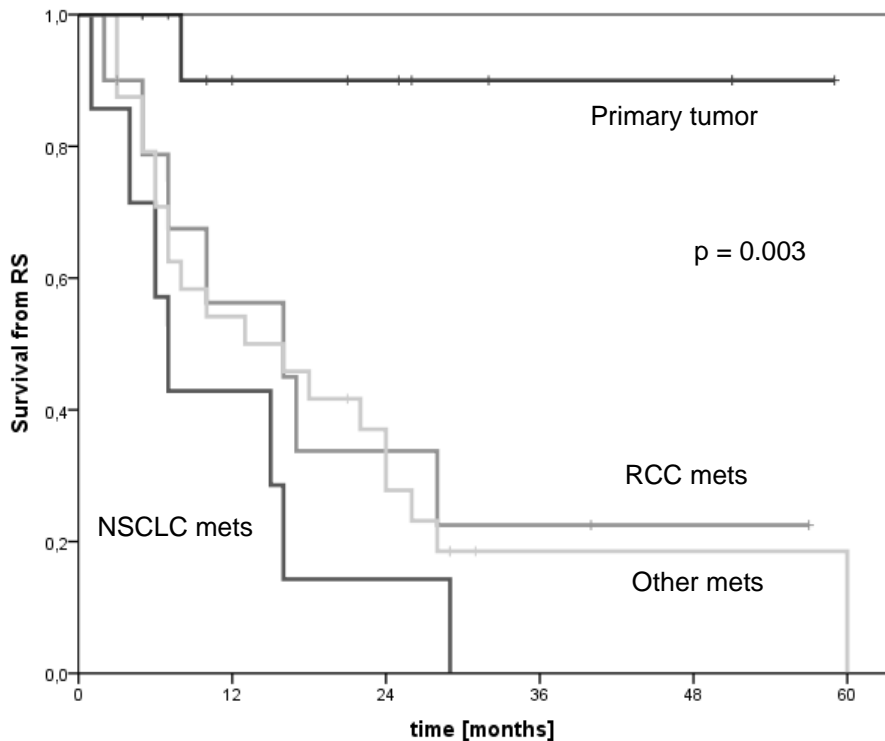 1,0
0,8
0,6
0,4
0,2
0,0
Survival from RS
Primary tumor
p = 0.003
RCC mets
NSCLC mets
Other mets
0 12 24 36 48 60
time [months]